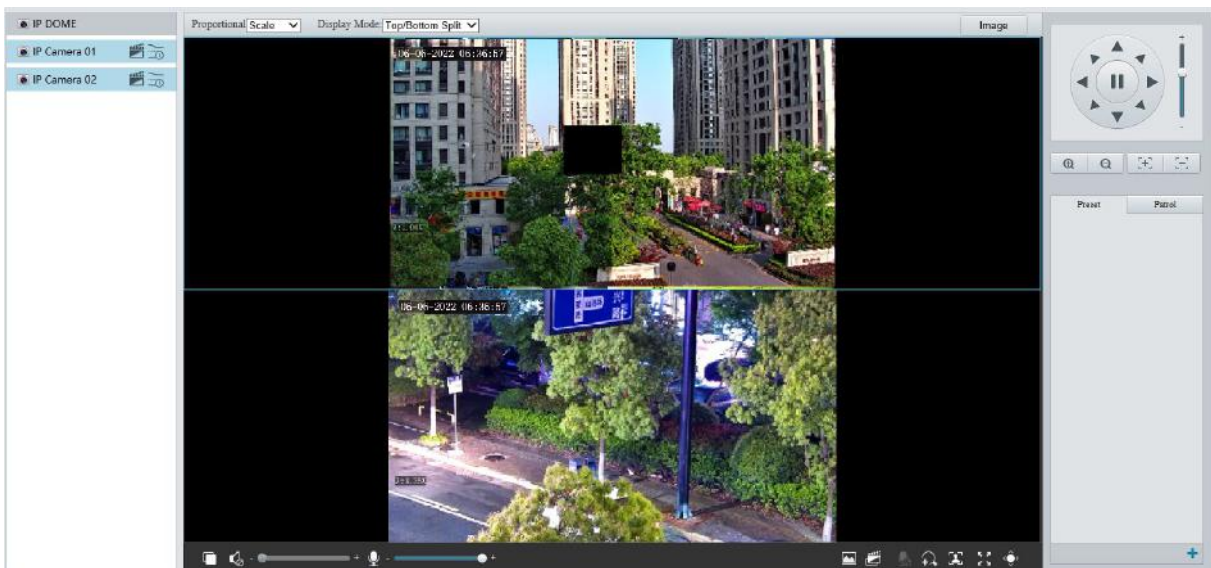 IP DOME
IP Camera 01
IP Camera 02
Proportional Scale
Display Mode: Top/Bottom Split
Image
06-06-2022 06:36:57
06-06-2022 06:36:57
Preset
Patrol